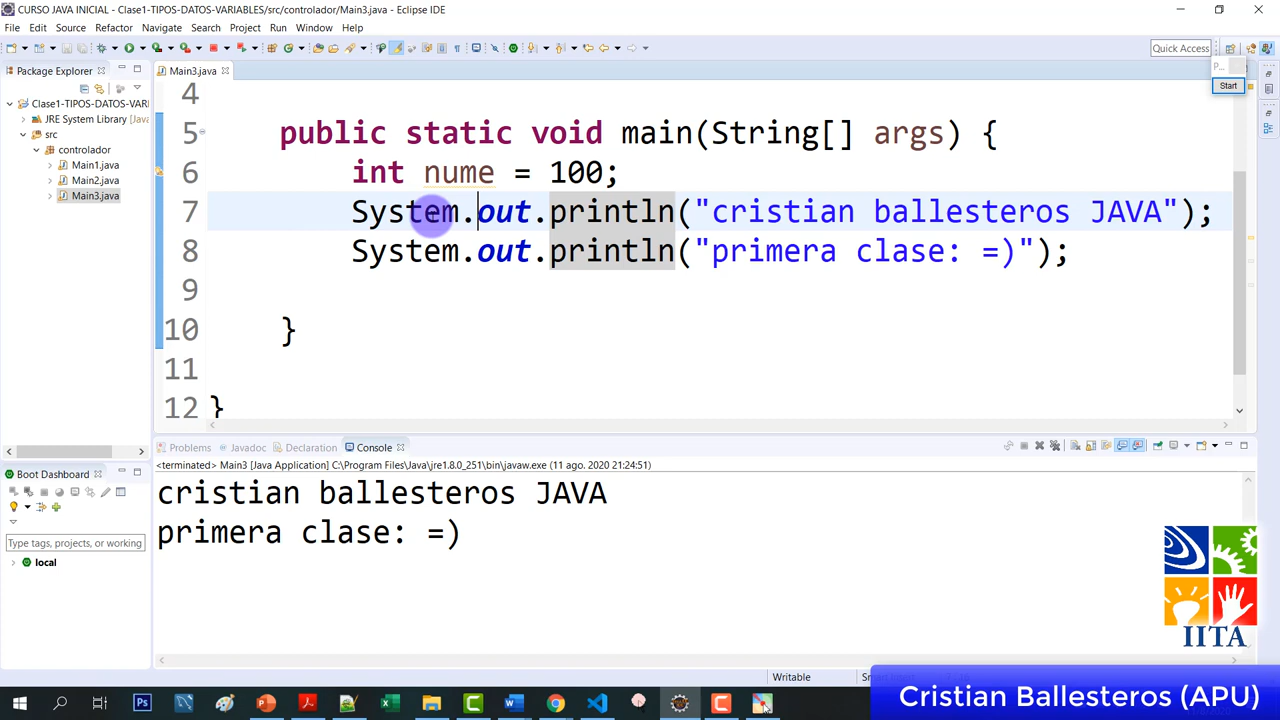 CURSO JAVA INICIAL - Clase1-TIPOS-DATOS-VARIABLES/src/controlador/Main3.java - Eclipse IDE
File Edit Source Refactor Navigate Search Project Run Window Help
Quick Access
Package Explorer
Main3.java
P...
Start
Clase1-TIPOS-DATOS-VARI
JRE System Library [Java
src
controlador
Main1.java
Main2.java
Main3.java
4
5 public static void main(String[] args) {
6 int nume = 100;
7 System.out.println("cristian ballesteros JAVA");
8 System.out.println("primera clase: =)");
9
10 }
11
12 }
Problems Javadoc Declaration Console
<terminated> Main3 [Java Application] C:\Program Files\Java\jre1.8.0_251\bin\javaw.exe (11 ago. 2020 21:24:51)
cristian ballesteros JAVA
primera clase: =)
Boot Dashboard
Type tags, projects, or working
local
IITA
Writable
Cristian Ballesteros (APU)